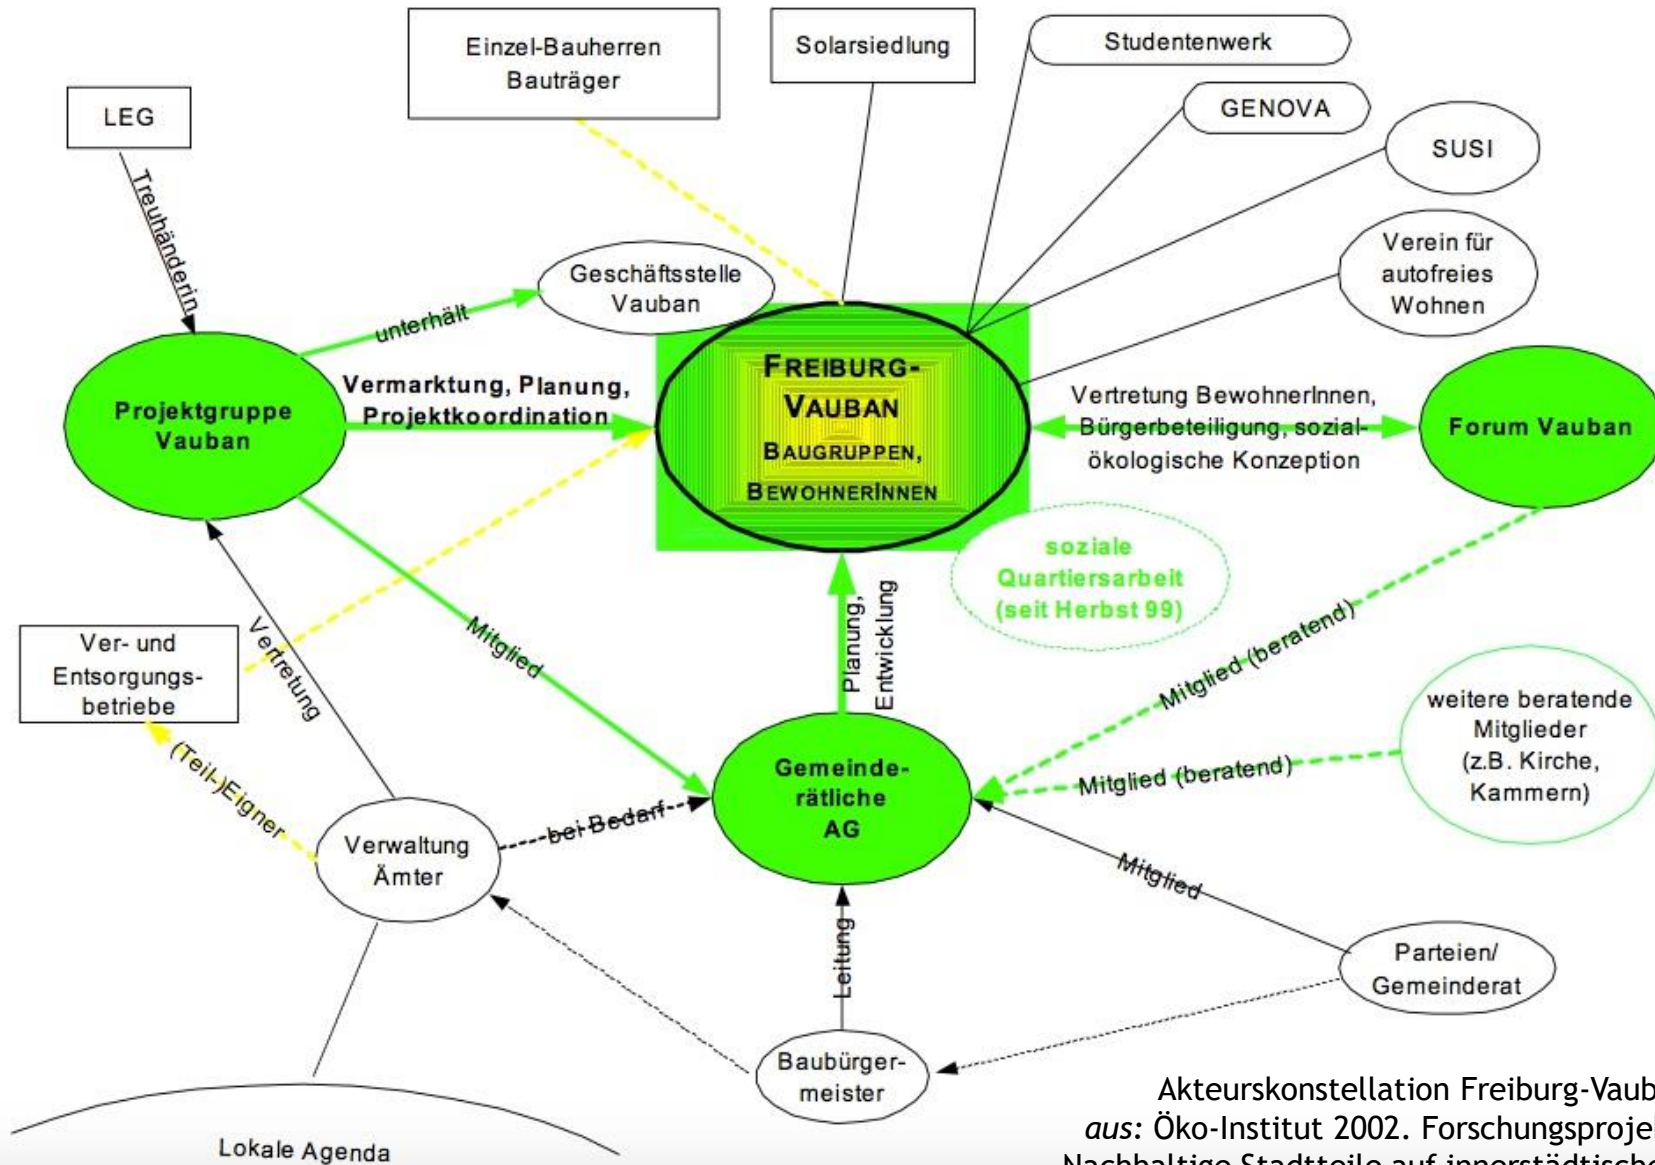 Einzel-Bauherren
Bauträger
Solarsiedlung
Studentenwerk
GENOVA
LEG
SUSI
Treuhänderin
Verein für
autofreies
Wohnen
Geschäftsstelle
Vauban
unterhält
Projektgruppe
Vauban
Vermarktung, Planung,
Projektkoordination
FREIBURG-
VAUBAN
BAUGRUPPEN,
BEWOHNERINNEN
Vertretung BewohnerInnen,
Bürgerbeteiligung, sozial-
ökologische Konzeption
Forum Vauban
soziale
Quartiersarbeit
(seit Herbst 99)
Planung,
Entwicklung
Mitglied
Vertretung
Ver- und
Entsorgungs-
betriebe
Mitglied (beratend)
weitere beratende
Mitglieder
(z.B. Kirche,
Kammern)
Mitglied (beratend)
(Teil-)Eigner
Gemeinde-
rätliche
AG
bei Bedarf
Verwaltung
Ämter
Mitglied
Leitung
Parteien/
Gemeinderat
Baubürger-
meister
Lokale Agenda
Akteurskonstellation Freiburg-Vaub
aus: Öko-Institut 2002. Forschungsproje
Nachhaltige Stadtteile auf innerstädtische